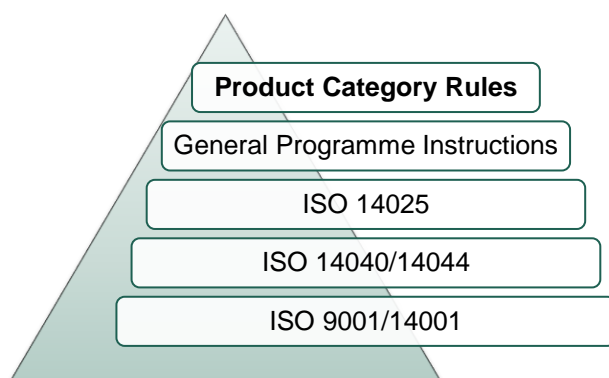 Product Category Rules
General Programme Instructions
ISO 14025
ISO 14040/14044
ISO 9001/14001